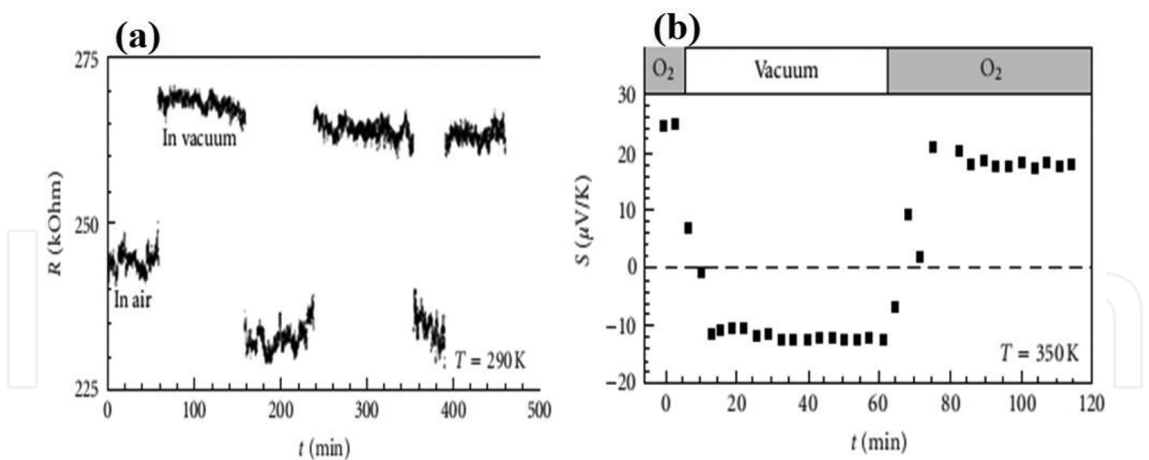 (a)
275
250
225
R (kOhm)
In vacuum
In air
T = 290 K
0 100 200 300 400 500
t (min)
(b)
O₂ Vacuum O₂
30
20
10
0
−10
−20
S (μV/K)
T = 350 K
0 20 40 60 80 100 120
t (min)